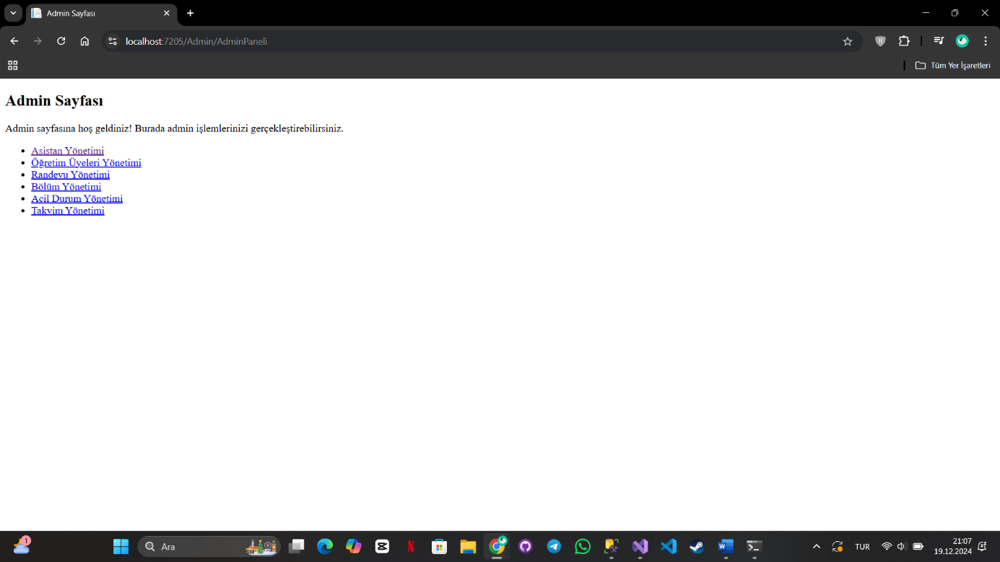 Admin Sayfası
localhost:7205/Admin/AdminPaneli
Tüm Yer İşaretleri
Admin Sayfası
Admin sayfasına hoş geldiniz! Burada admin işlemlerinizi gerçekleştirebilirsiniz.
Asistan Yönetimi
Öğretim Üyeleri Yönetimi
Randevu Yönetimi
Bölüm Yönetimi
Acil Durum Yönetimi
Takvim Yönetimi
1
Ara
TUR
21:07
19.12.2024